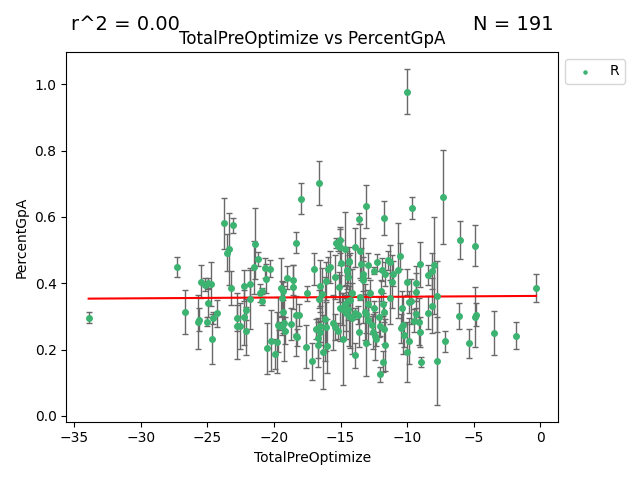 r^2 = 0.00
N = 191
TotalPreOptimize vs PercentGpA
R
1.0
0.8
0.6
0.4
0.2
0.0
PercentGpA
−35
−30
−25
−20
−15
−10
−5
0
TotalPreOptimize